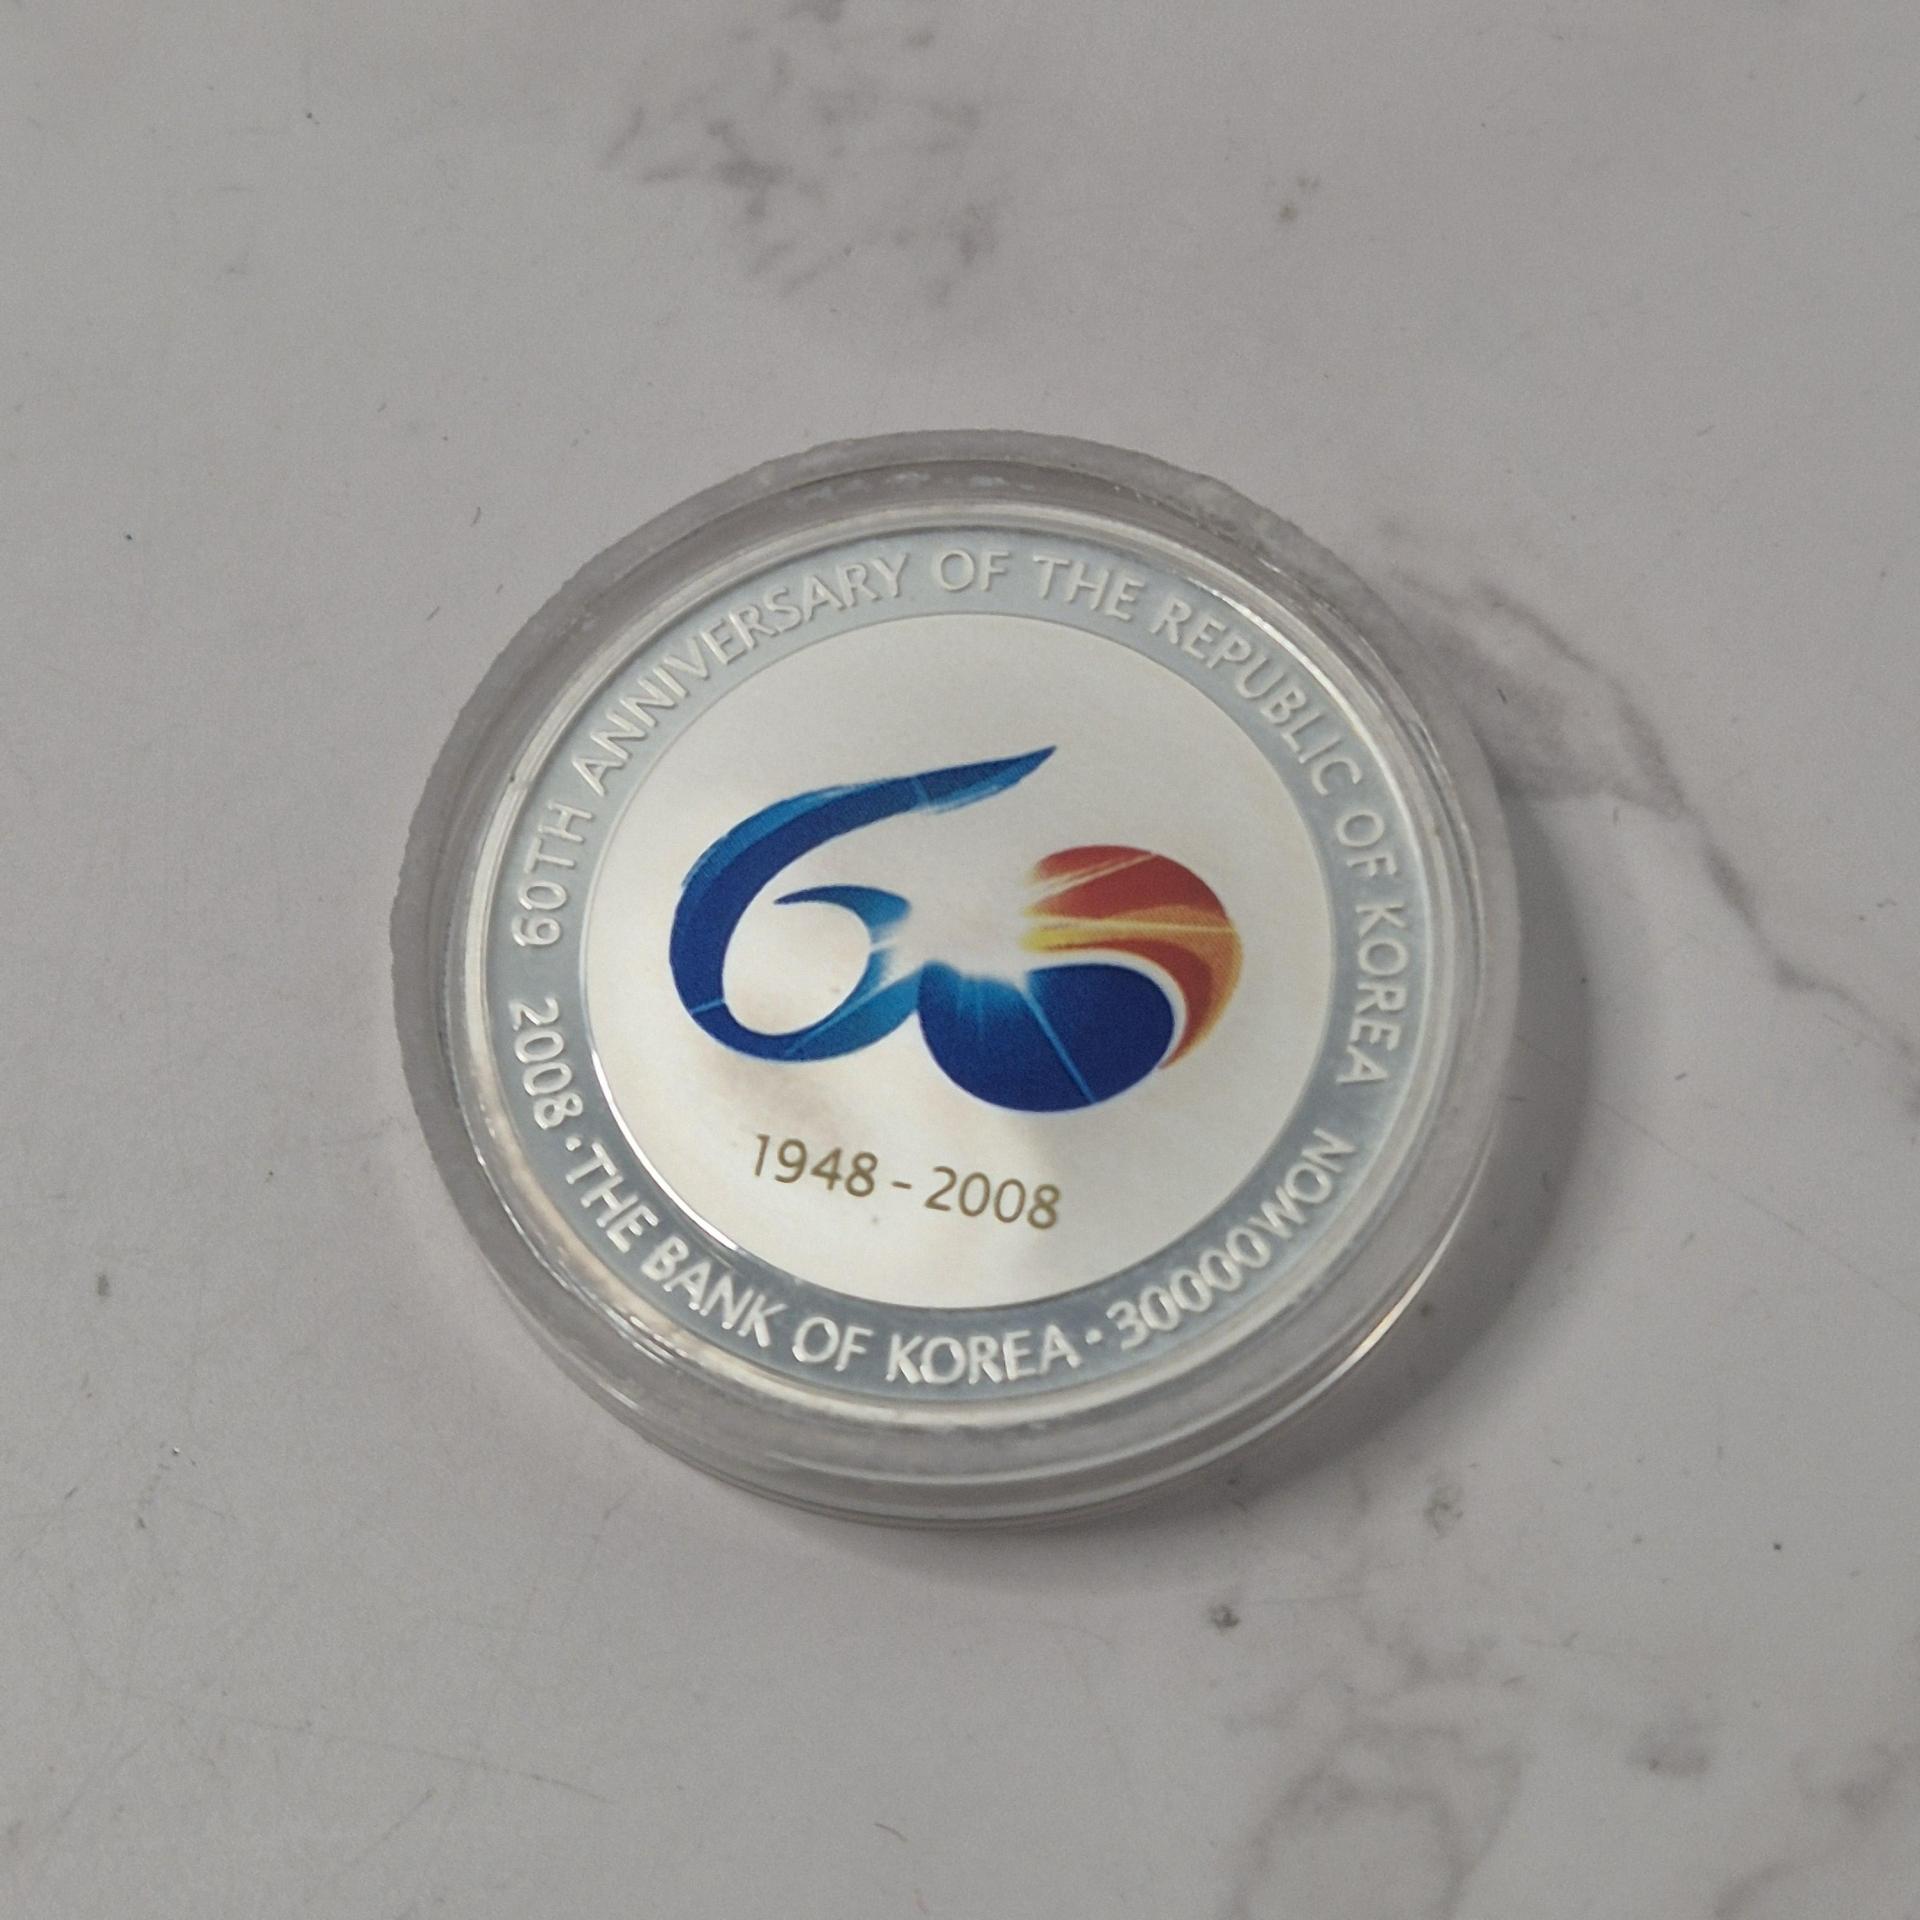 60TH ANNIVERSARY OF THE REPUBLIC OF KOREA
60
1948 - 2008
2008 · THE BANK OF KOREA · 30000WON